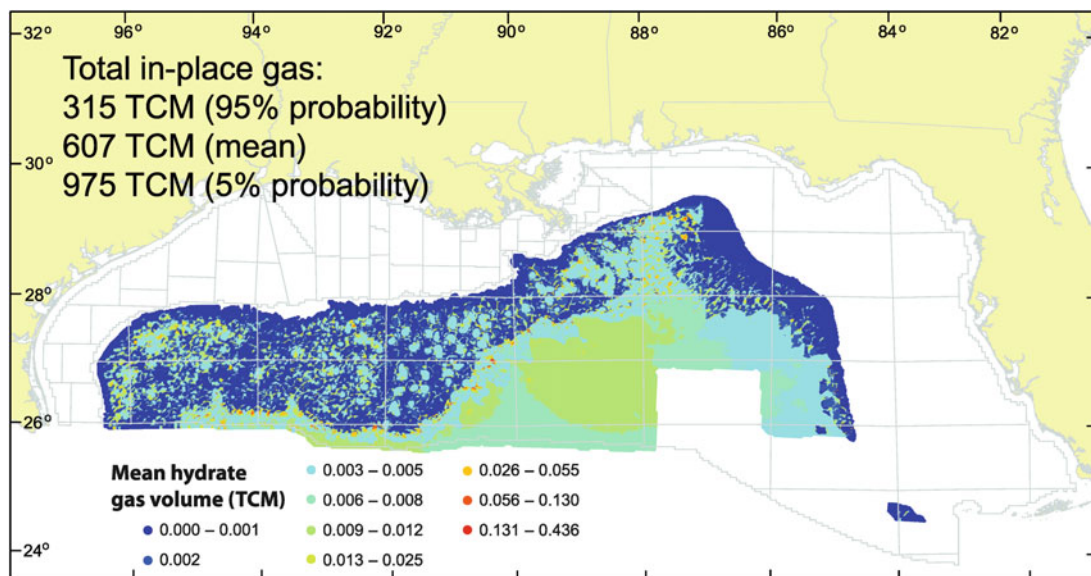 96° 94° 92° 90° 88° 86° 84° 82°
32°
Total in-place gas:
315 TCM (95% probability)
607 TCM (mean)
975 TCM (5% probability)
30°
28°
26°
24°
Mean hydrate
gas volume (TCM)
0.000 – 0.001
0.002
0.003 – 0.005
0.006 – 0.008
0.009 – 0.012
0.013 – 0.025
0.026 – 0.055
0.056 – 0.130
0.131 – 0.436